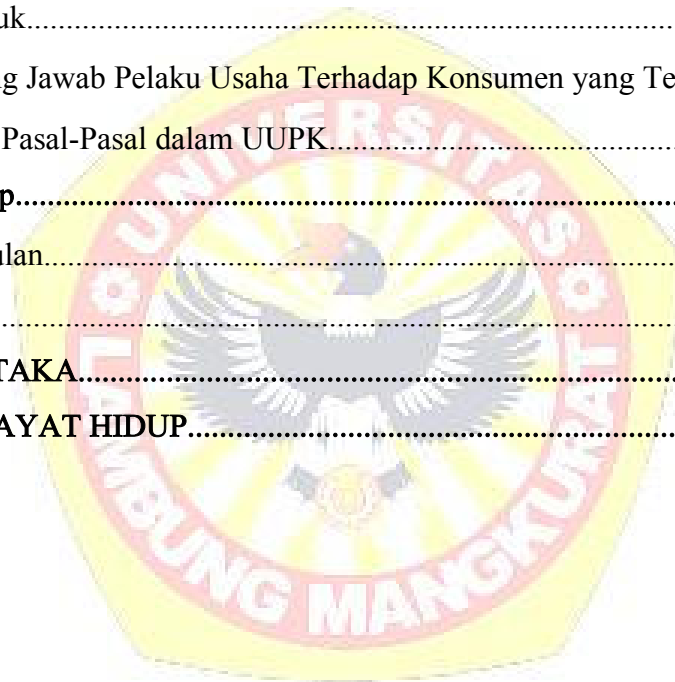 uk..........................................................................................
g Jawab Pelaku Usaha Terhadap Konsumen yang Te
Pasal-Pasal dalam UUPK..................................................
p..........................................................................................
ulan.......................................................................................
..........................................................................................
TAKA....................................................................................
AYAT HIDUP.....................................................................
UNIVERSITAS
LAMBUNG MANGKURAT